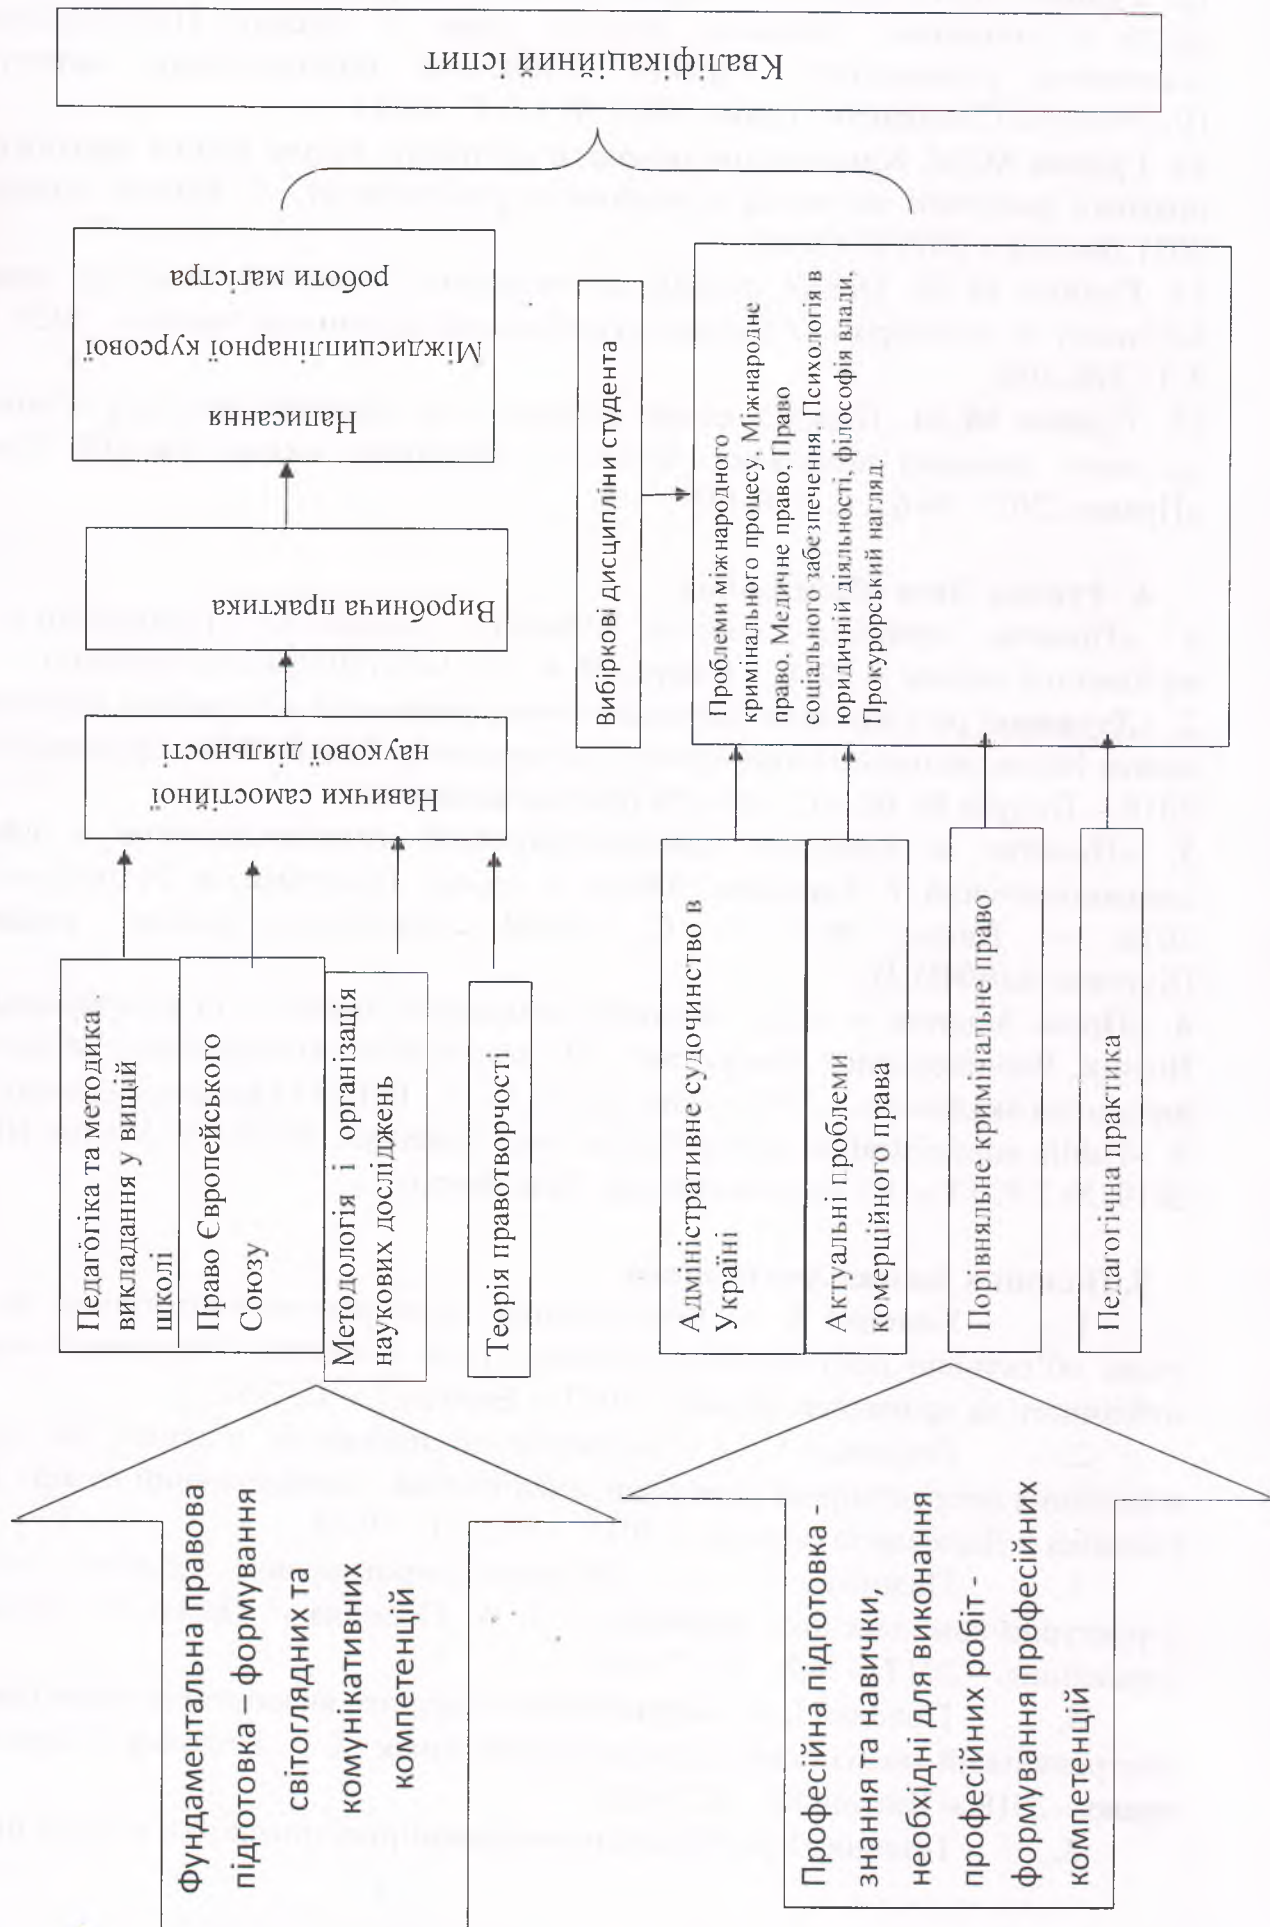 Фундаментальна правова
підготовка – формування
світоглядних та
комунікативних
компетенцій
Педагогіка та методика
викладання у вищій
школі
Право Європейського
Союзу
Методологія і організація
наукових досліджень
Теорія правотворчості
Навички самостійної
наукової діяльності
Виробнича практика
Написання
Міждисциплінарної курсової
роботи магістра
Професійна підготовка -
знання та навички,
необхідні для виконання
професійних робіт -
формування професійних
компетенцій
Адміністративне судочинство в
Україні
Актуальні проблеми
комерційного права
Порівняльне кримінальне право
Педагогічна практика
Вибіркові дисципліни студента
Проблеми міжнародного
кримінального процесу, Міжнародне
право, Медичне право, Право
соціального забезпечення, Психологія в
юридичній діяльності, філософія влади,
Прокурорський нагляд.
Кваліфікаційний іспит